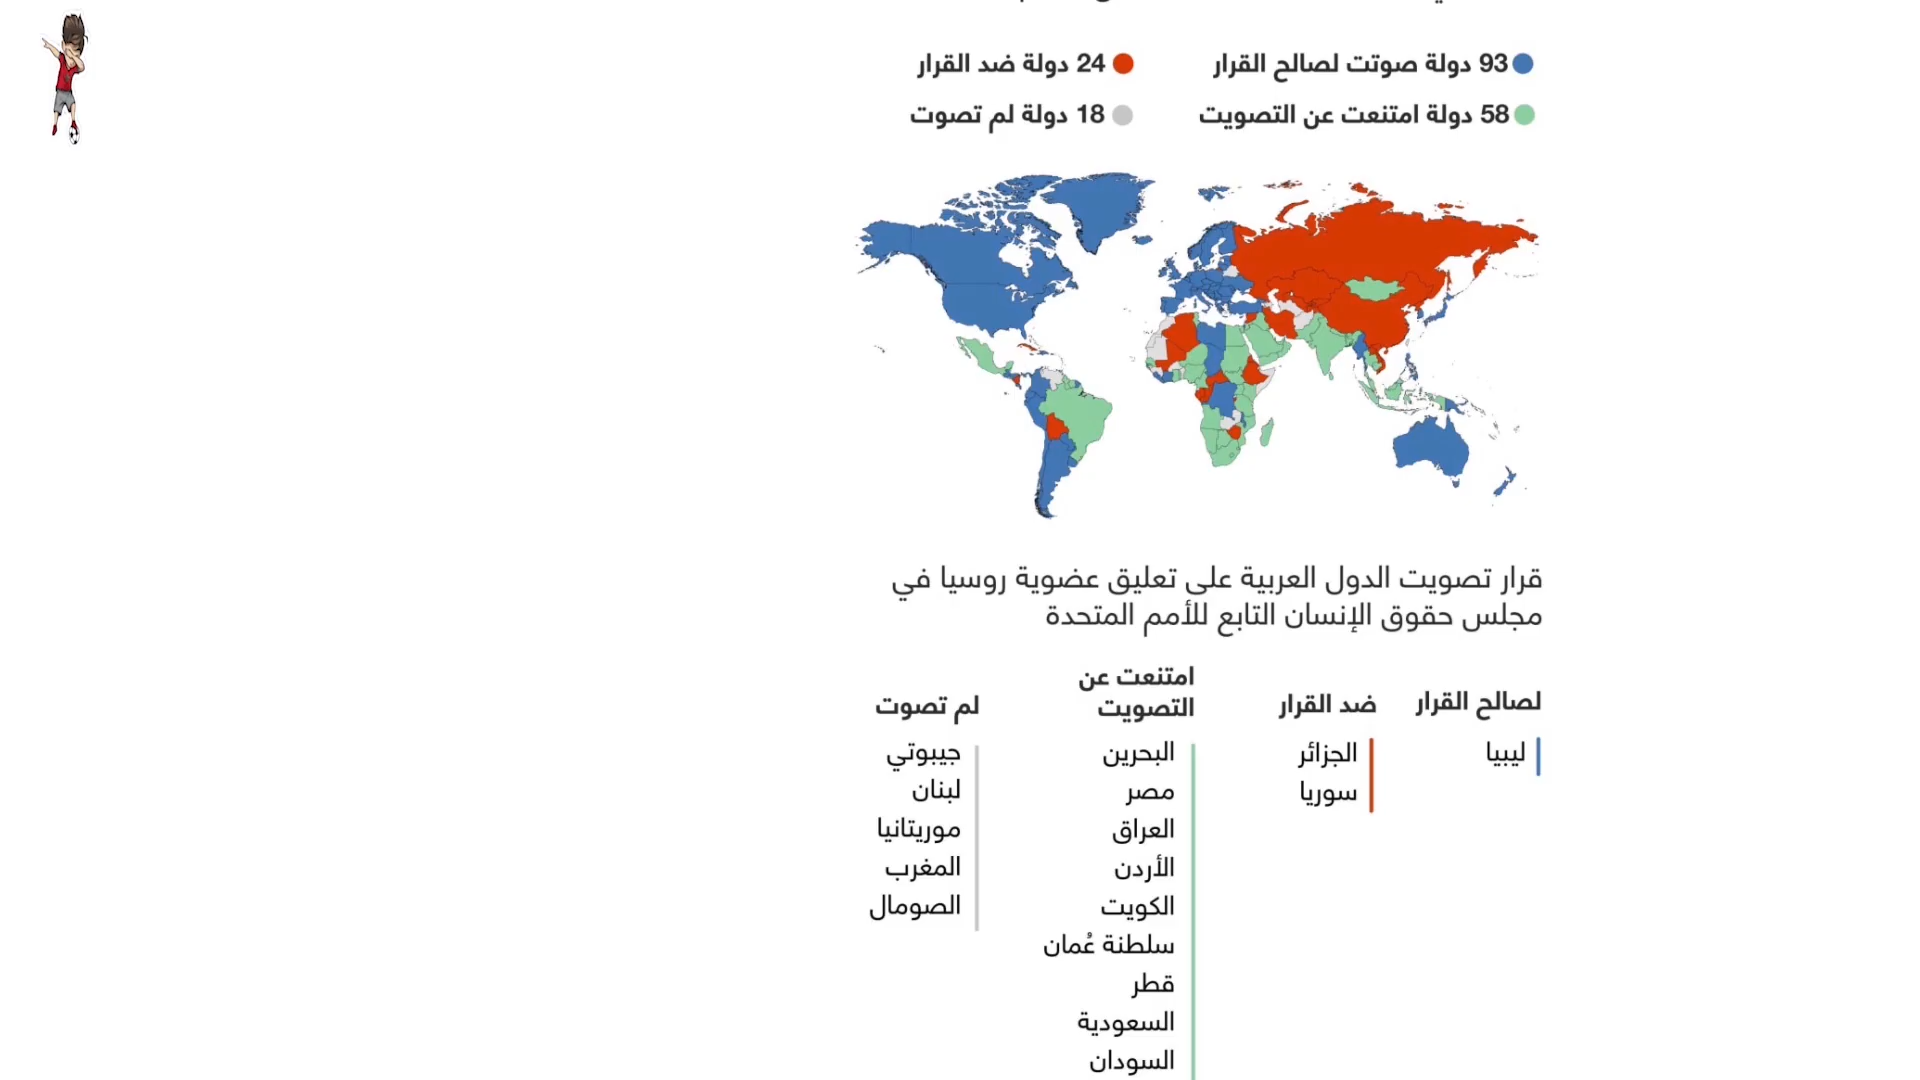 93 دولة صوتت لصالح القرار
24 دولة ضد القرار
58 دولة امتنعت عن التصويت
18 دولة لم تصوت
قرار تصويت الدول العربية على تعليق عضوية روسيا في
مجلس حقوق الإنسان التابع للأمم المتحدة
لصالح القرار
ليبيا
ضد القرار
الجزائر
سوريا
امتنعت عن
التصويت
البحرين
مصر
العراق
الأردن
الكويت
سلطنة عُمان
قطر
السعودية
السودان
لم تصوت
جيبوتي
لبنان
موريتانيا
المغرب
الصومال